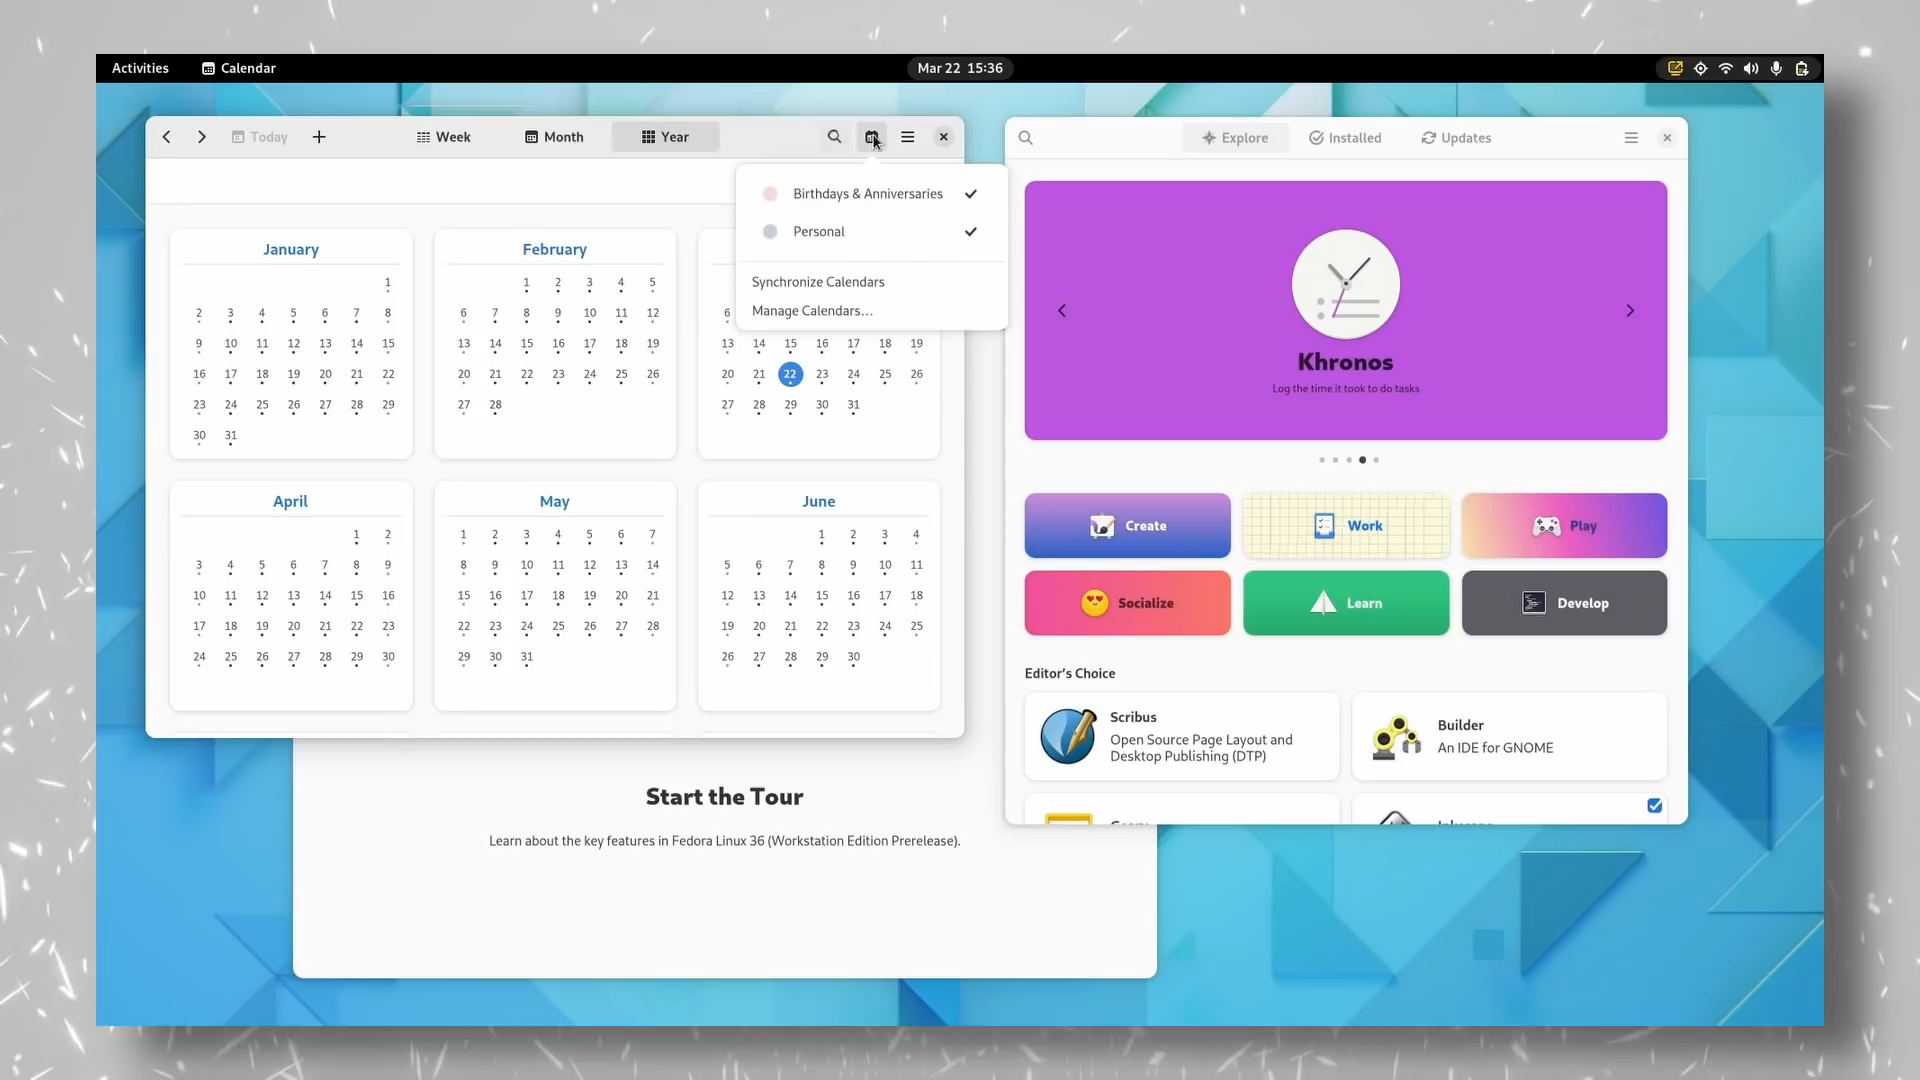 Activities Calendar Mar 22 15:36
Today Week Month Year
Birthdays & Anniversaries
Personal
Synchronize Calendars
Manage Calendars...
January
1
2 3 4 5 6 7 8
9 10 11 12 13 14 15
16 17 18 19 20 21 22
23 24 25 26 27 28 29
30 31
February
1 2 3 4 5
6 7 8 9 10 11 12
13 14 15 16 17 18 19
20 21 22 23 24 25 26
27 28
6
13 14 15 16 17 18 19
20 21 22 23 24 25 26
27 28 29 30 31
April
1 2
3 4 5 6 7 8 9
10 11 12 13 14 15 16
17 18 19 20 21 22 23
24 25 26 27 28 29 30
May
1 2 3 4 5 6 7
8 9 10 11 12 13 14
15 16 17 18 19 20 21
22 23 24 25 26 27 28
29 30 31
June
1 2 3 4
5 6 7 8 9 10 11
12 13 14 15 16 17 18
19 20 21 22 23 24 25
26 27 28 29 30
Start the Tour
Learn about the key features in Fedora Linux 36 (Workstation Edition Prerelease).
Explore Installed Updates
Khronos
Log the time it took to do tasks
Create Work Play
Socialize Learn Develop
Editor's Choice
Scribus
Open Source Page Layout and
Desktop Publishing (DTP)
Builder
An IDE for GNOME